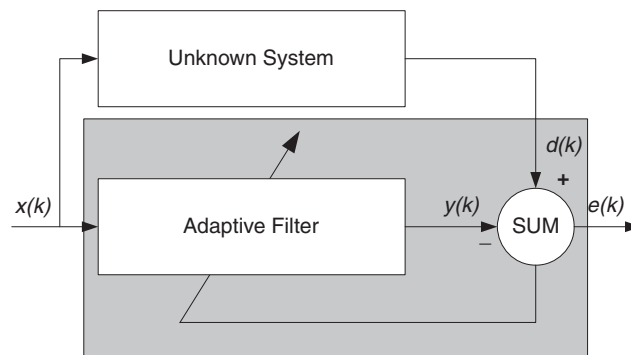 Unknown System
d(k)
+
x(k)
Adaptive Filter
y(k)
–
SUM
e(k)